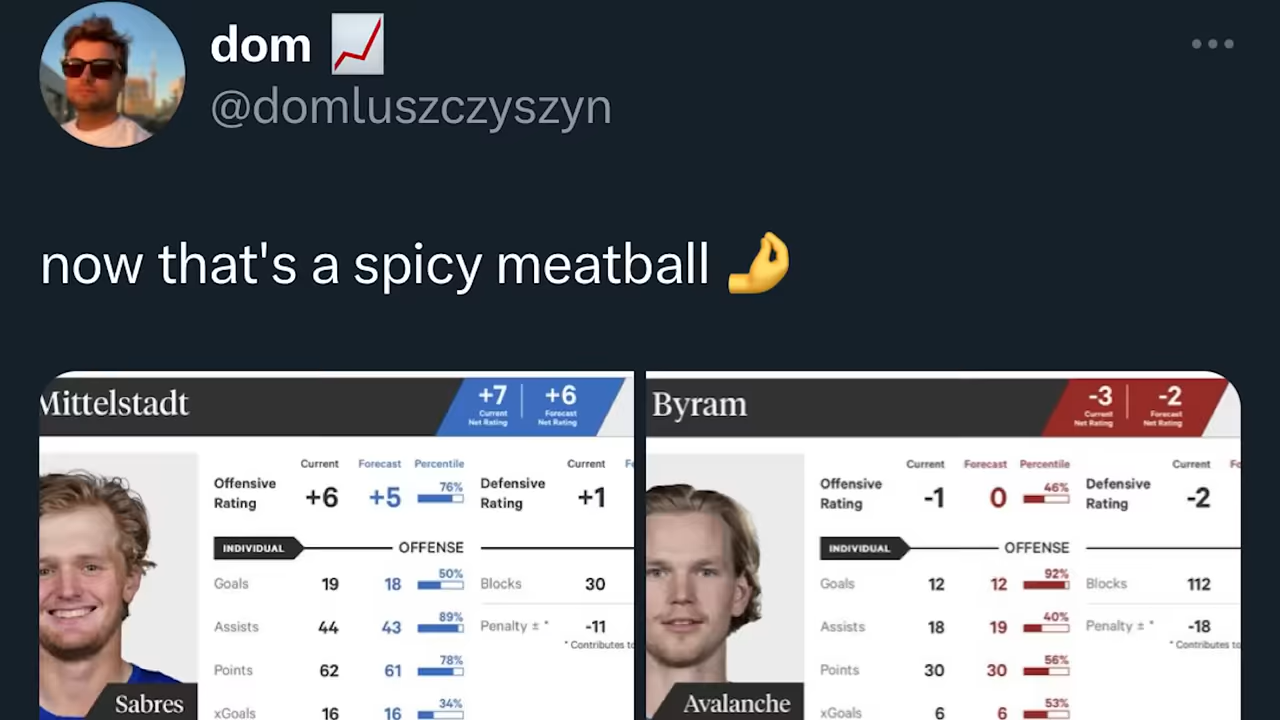 dom
@domluszczyszyn
now that's a spicy meatball
Mittelstadt
+7 +6
Current Net Rating
Forecast Net Rating
Current Forecast Percentile Current
Offensive Rating +6 +5 76% Defensive Rating +1
INDIVIDUAL OFFENSE
Goals 19 18 50% Blocks 30
Assists 44 43 89% Penalty ± * -11
* Contributes to
Points 62 61 78%
xGoals 16 16 34%
Sabres
Byram
-3 -2
Current Net Rating
Forecast Net Rating
Current Forecast Percentile Current
Offensive Rating -1 0 46% Defensive Rating -2
INDIVIDUAL OFFENSE
Goals 12 12 92% Blocks 112
Assists 18 19 40% Penalty ± * -18
* Contributes to
Points 30 30 56%
xGoals 6 6 53%
Avalanche